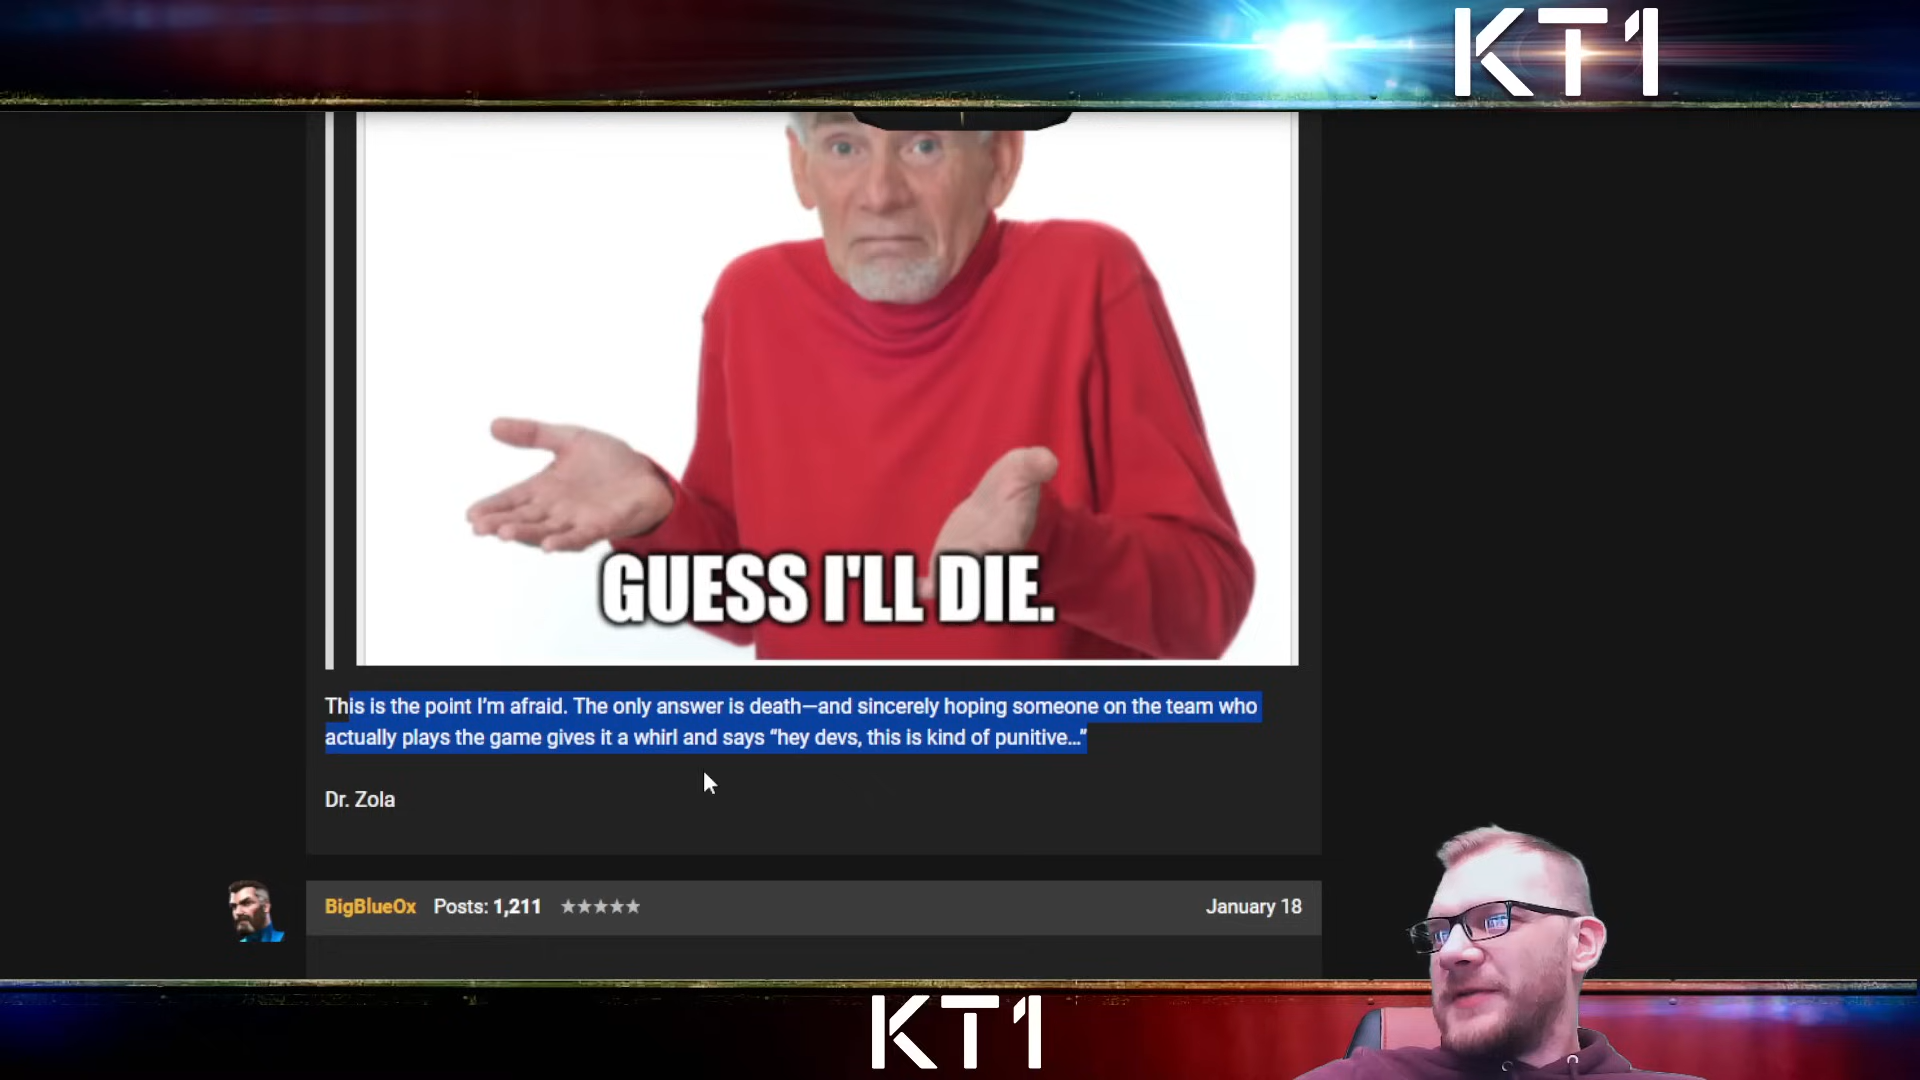 KT1
GUESS I'LL DIE.
This is the point I'm afraid. The only answer is death—and sincerely hoping someone on the team who
actually plays the game gives it a whirl and says “hey devs, this is kind of punitive...”
Dr. Zola
BigBlueOx Posts: 1,211 ★★★★★ January 18
KT1